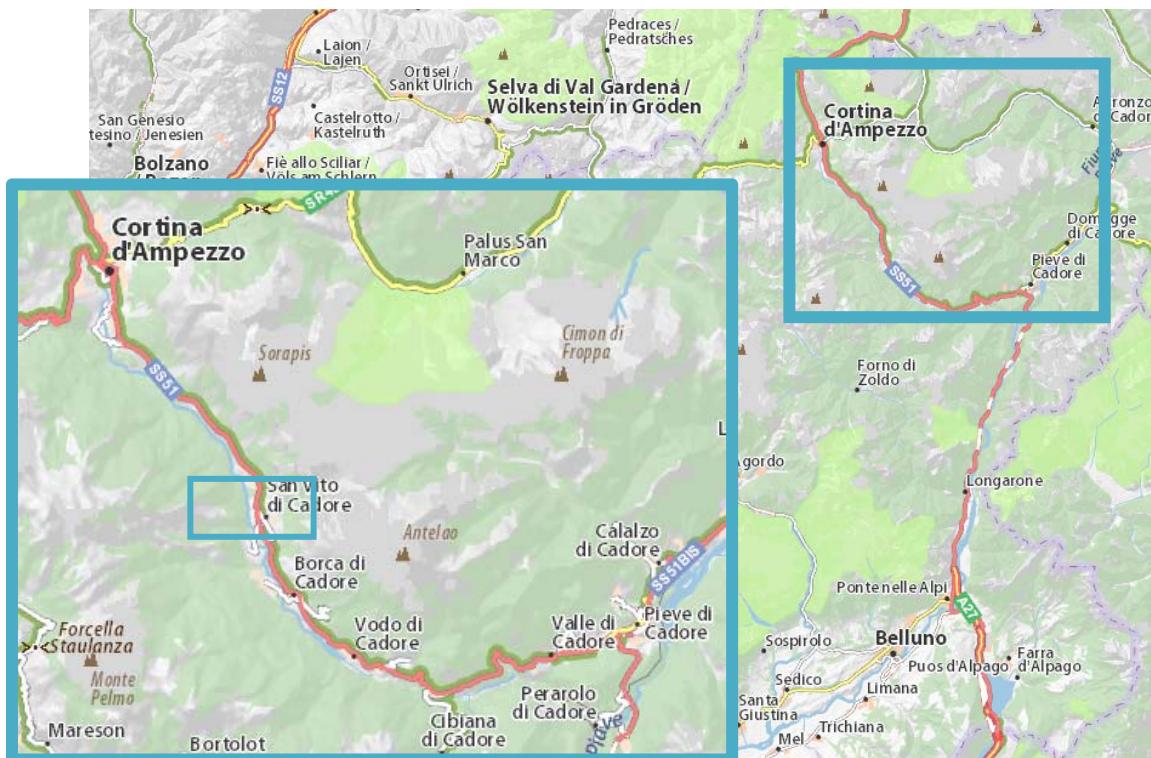 Laion /
Lajen
Pedraces /
Pedratsches
SS12
Ortisei /
Sankt Ulrich
Selva di Val Gardena /
Wölkenstein in Gröden
Castelrotto /
Kastelruth
San Genesio
tesino / Jenesien
Bolzano
Fiè allo Sciliar /
Völs am Schlern
Cortina
d'Ampezzo
di Cador
Domegge
di Cadore
Pieve di
Cadore
SS51
Forno di
Zoldo
Agordo
Longarone
Ponte nelle Alpi
A27
Sospirolo
Belluno
Puos d'Alpago
Farra
d'Alpago
Sedico
Limana
Santa
Giustina
Trichiana
Mel
Cortina
d'Ampezzo
Palus San
Marco
Sorapis
Cimon di
Froppa
SS51
San Vito
di Cadore
Antelao
Calalzo
di Cadore
SS51BIS
Borca di
Cadore
Vodo di
Cadore
Valle di
Cadore
Pieve di
Cadore
Forcella
Staulanza
Monte
Pelmo
Perarolo
di Cadore
Cibiana
di Cadore
Piave
Mareson
Bortolot